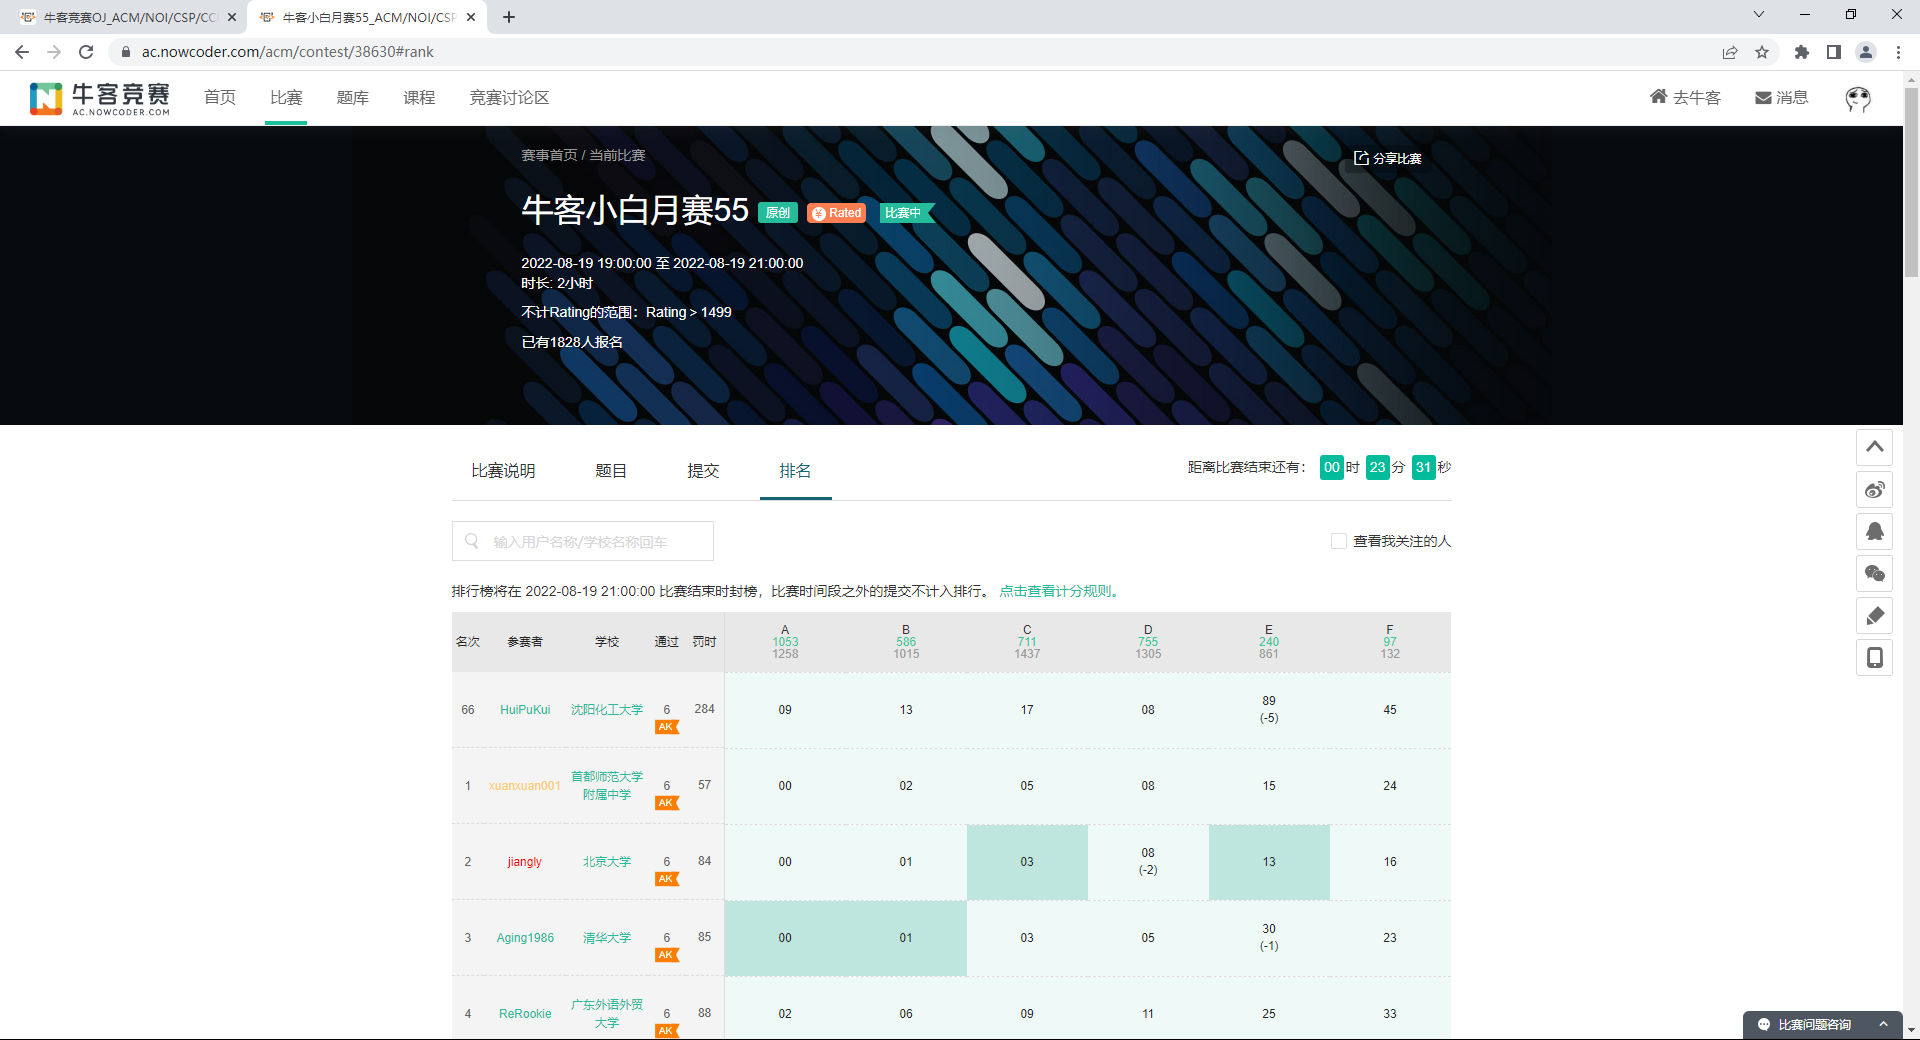 牛客竞赛OJ_ACM/NOI/CSP/CC
牛客小白月赛55_ACM/NOI/CSP
ac.nowcoder.com/acm/contest/38630#rank
牛客竞赛
AC.NOWCODER.COM
首页 比赛 题库 课程 竞赛讨论区 去牛客 消息
赛事首页 / 当前比赛
分享比赛
牛客小白月赛55 原创 Rated 比赛中
2022-08-19 19:00:00 至 2022-08-19 21:00:00
时长: 2小时
不计Rating的范围：Rating > 1499
已有1828人报名
比赛说明 题目 提交 排名 距离比赛结束还有： 00 时 23 分 31 秒
输入用户名称/学校名称回车 查看我关注的人
排行榜将在 2022-08-19 21:00:00 比赛结束时封榜，比赛时间段之外的提交不计入排行。 点击查看计分规则。
名次 参赛者 学校 通过 罚时 A B C D E F
1053 586 711 755 240 97
1258 1015 1437 1305 861 132
66 HuiPuKui 沈阳化工大学 6 284 09 13 17 08 89 45
AK (-5)
1 xuanxuan001 首都师范大学附属中学 6 57 00 02 05 08 15 24
AK
2 jiangly 北京大学 6 84 00 01 03 08 13 16
AK (-2)
3 Aging1986 清华大学 6 85 00 01 03 05 30 23
AK (-1)
4 ReRookie 广东外语外贸大学 6 88 02 06 09 11 25 33
AK
比赛问题咨询